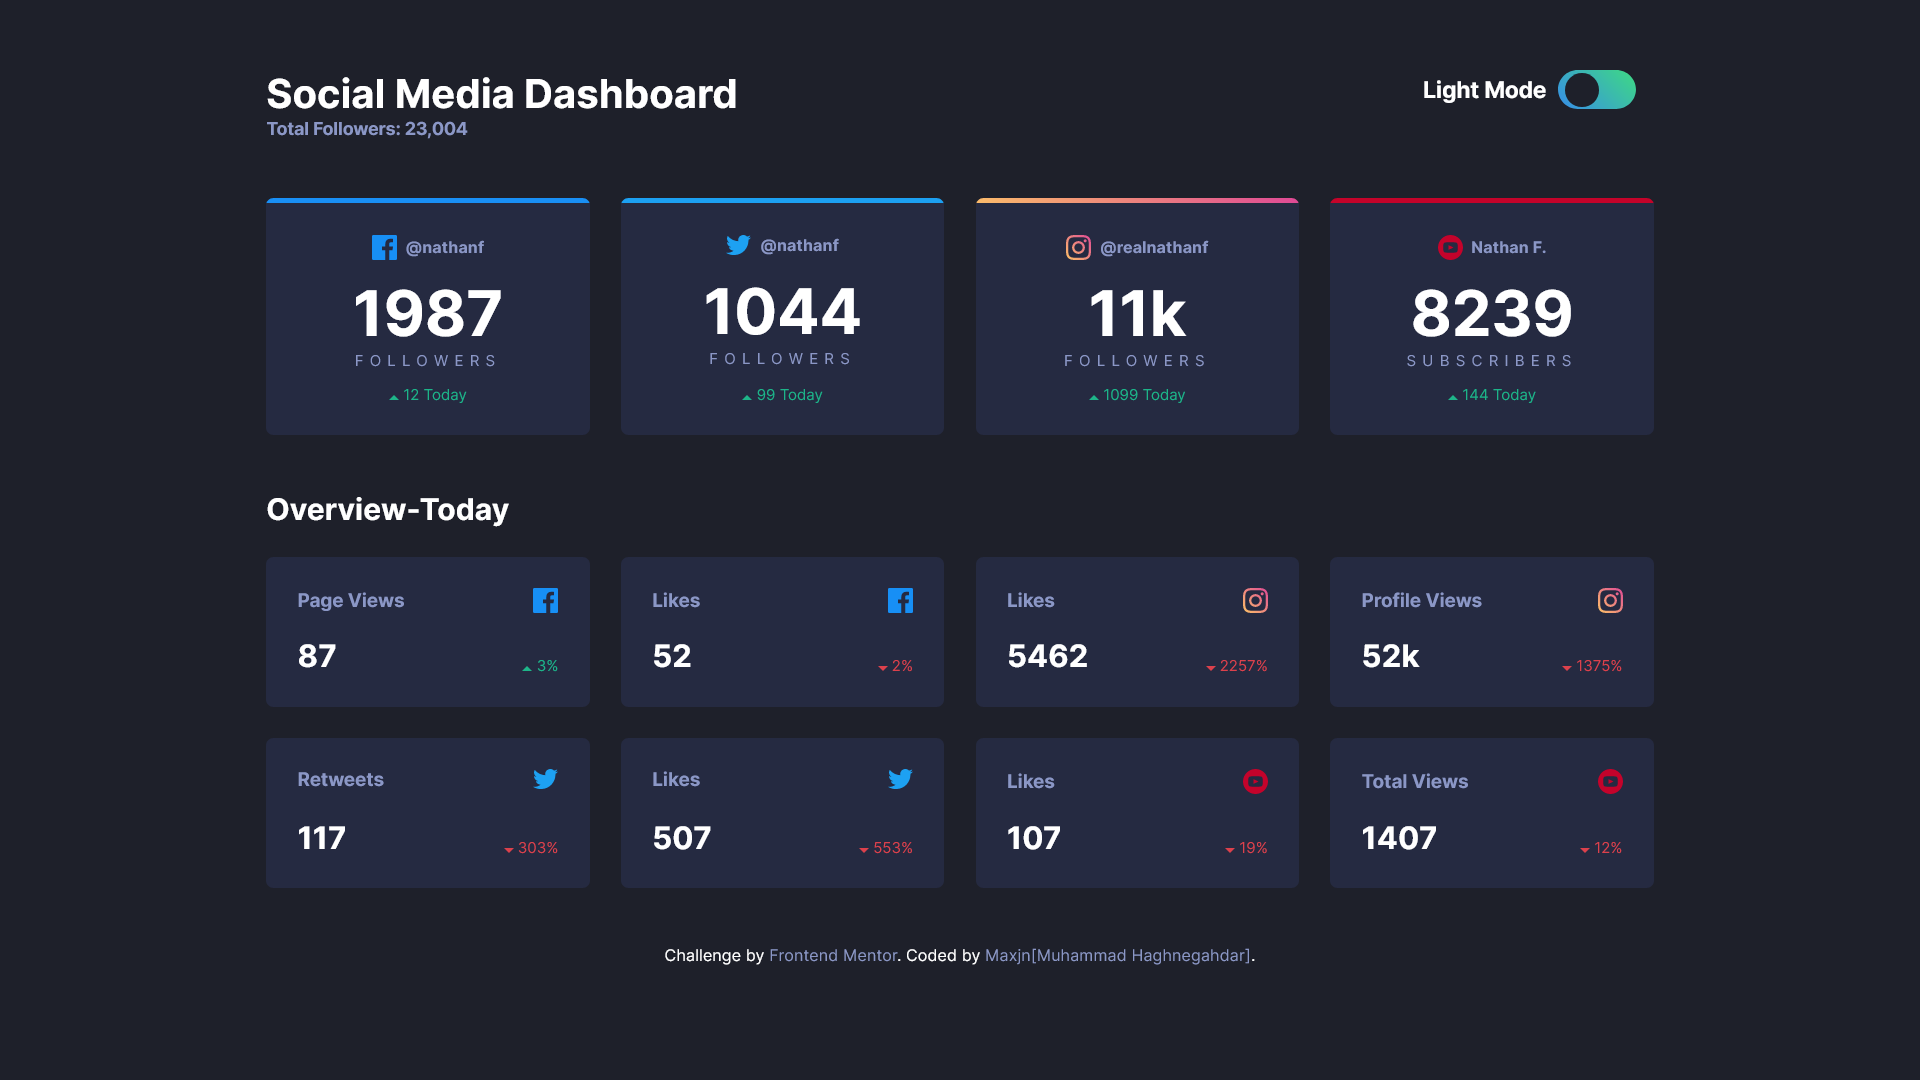 Social Media Dashboard
Light Mode
Total Followers: 23,004
@nathanf
1987
FOLLOWERS
12 Today
@nathanf
1044
FOLLOWERS
99 Today
@realnathanf
11k
FOLLOWERS
1099 Today
Nathan F.
8239
SUBSCRIBERS
144 Today
Overview-Today
Page Views
87
3%
Likes
52
2%
Likes
5462
2257%
Profile Views
52k
1375%
Retweets
117
303%
Likes
507
553%
Likes
107
19%
Total Views
1407
12%
Challenge by Frontend Mentor. Coded by Maxjn[Muhammad Haghnegahdar].